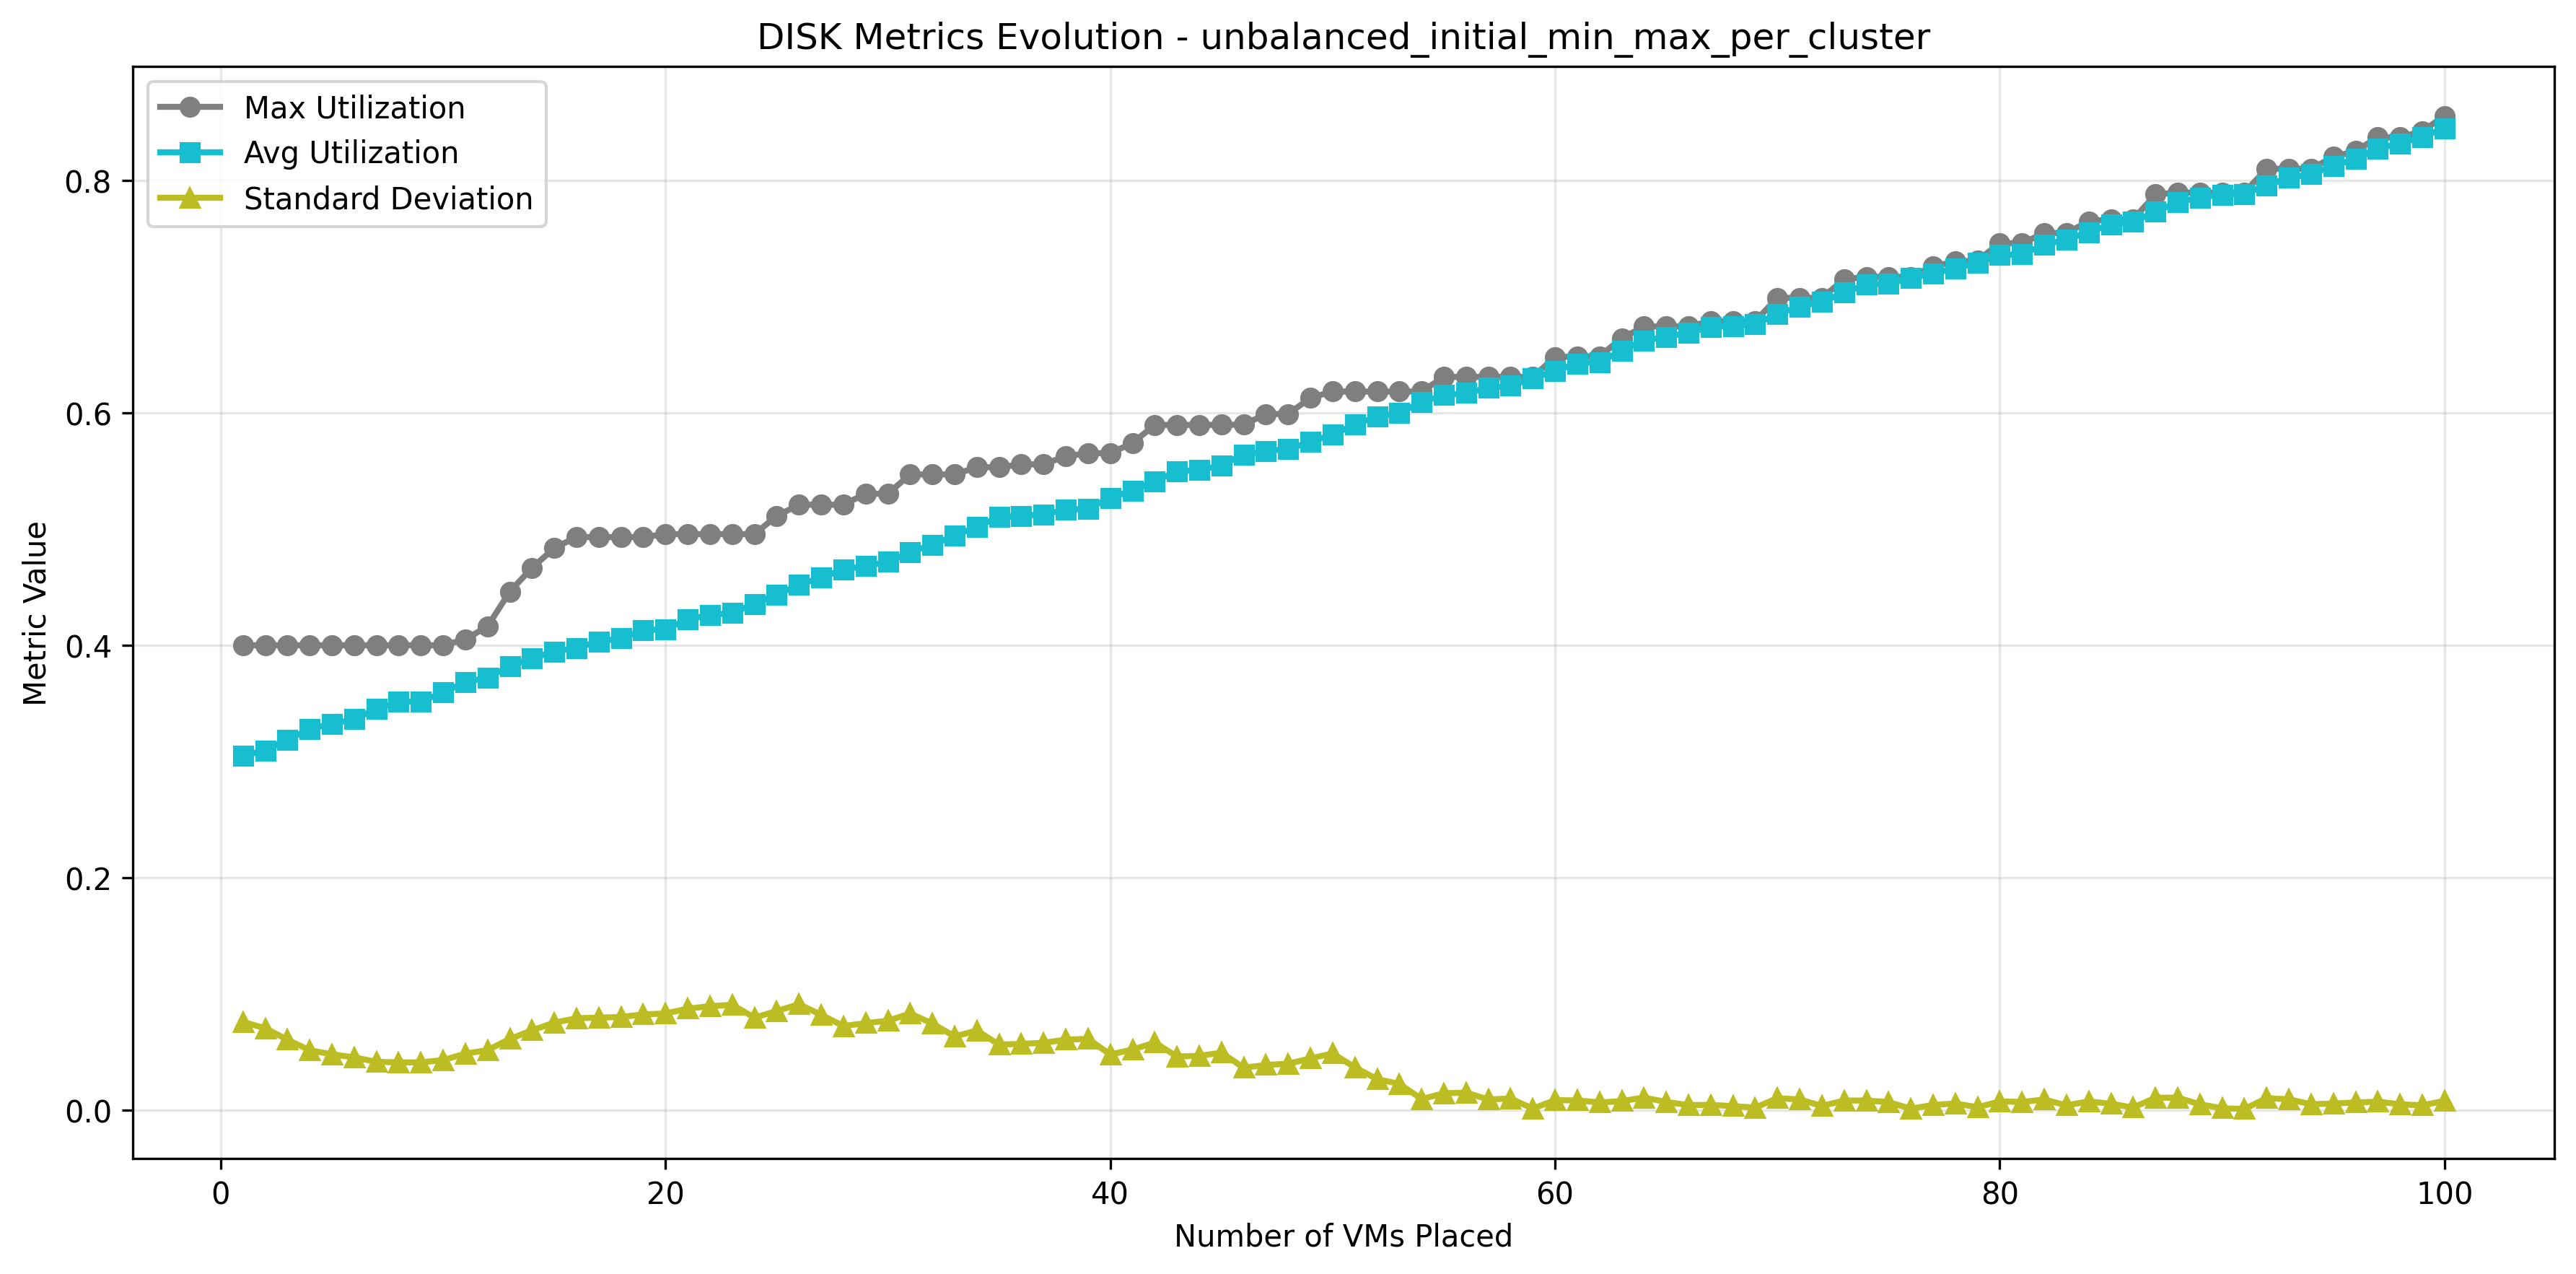 DISK Metrics Evolution - unbalanced_initial_min_max_per_cluster
Max Utilization
Avg Utilization
Standard Deviation
Metric Value
0.8
0.6
0.4
0.2
0.0
0 20 40 60 80 100
Number of VMs Placed